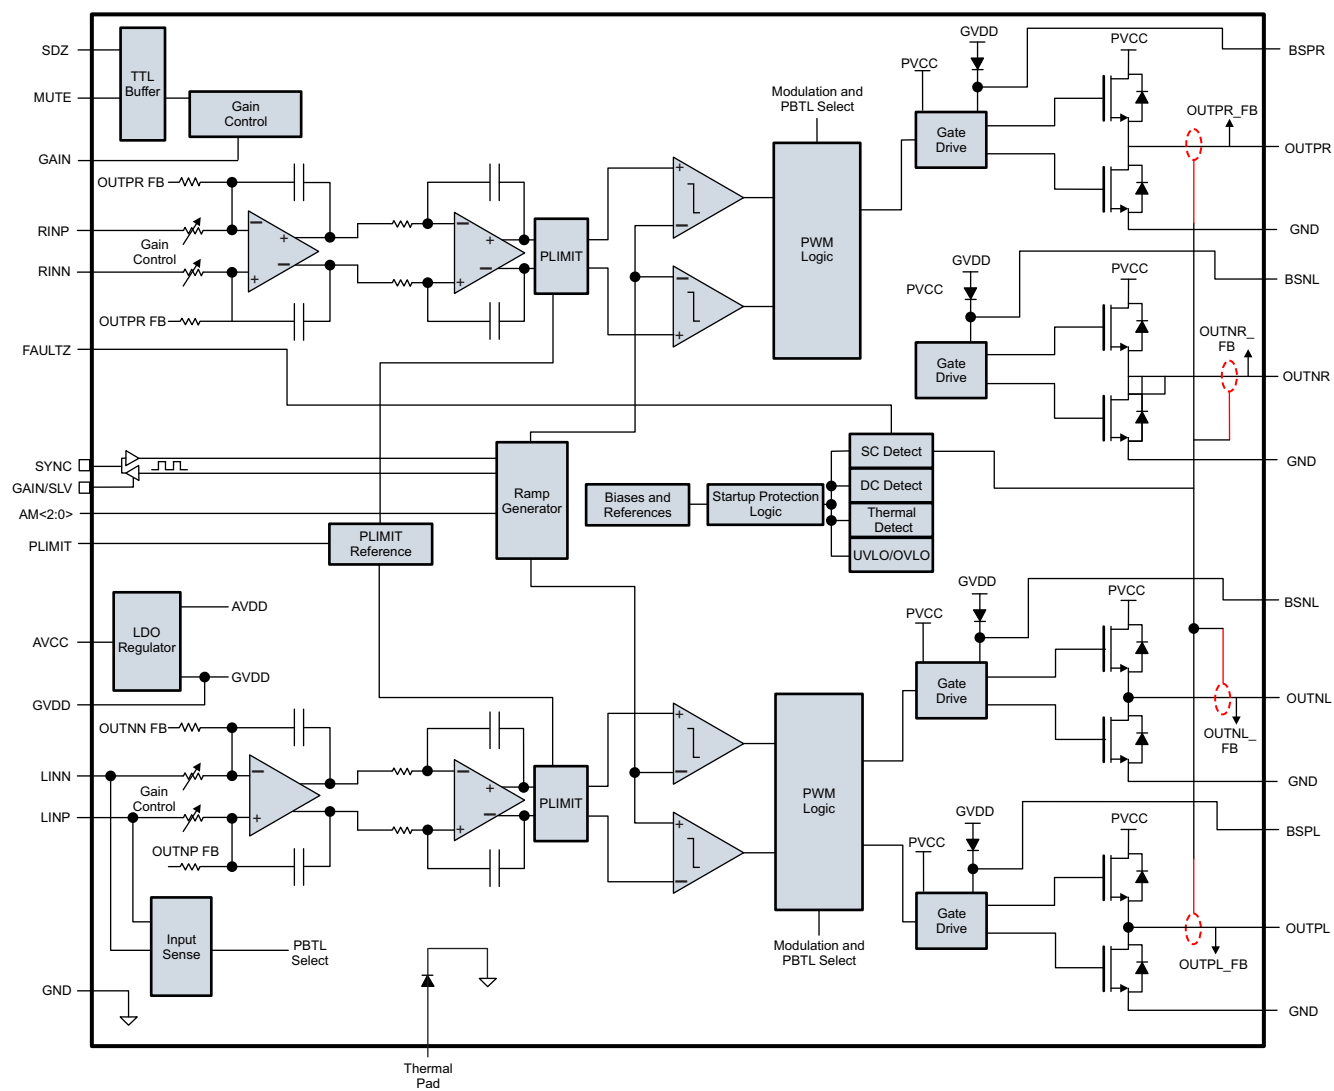 SDZ
MUTE
GAIN
TTL
Buffer
Gain
Control
OUTPR FB
RINP
Gain
Control
RINN
OUTPR FB
FAULTZ
PLIMIT
Modulation and
PBTL Select
PWM
Logic
PVCC
GVDD
Gate
Drive
PVCC
BSPR
OUTPR_FB
OUTPR
GND
GVDD
PVCC
Gate
Drive
PVCC
BSNL
OUTNR_
FB
OUTNR
GND
SYNC
GAIN/SLV
AM<2:0>
PLIMIT
PLIMIT
Reference
Ramp
Generator
Biases and
References
Startup Protection
Logic
SC Detect
DC Detect
Thermal
Detect
UVLO/OVLO
AVCC
LDO
Regulator
AVDD
GVDD
GVDD
OUTNN FB
LINN
Gain
Control
LINP
OUTNP FB
PLIMIT
PWM
Logic
Modulation and
PBTL Select
PVCC
GVDD
Gate
Drive
PVCC
BSNL
OUTNL
OUTNL_
FB
GND
PVCC
GVDD
Gate
Drive
PVCC
BSPL
OUTPL
OUTPL_FB
GND
Input
Sense
PBTL
Select
GND
Thermal
Pad